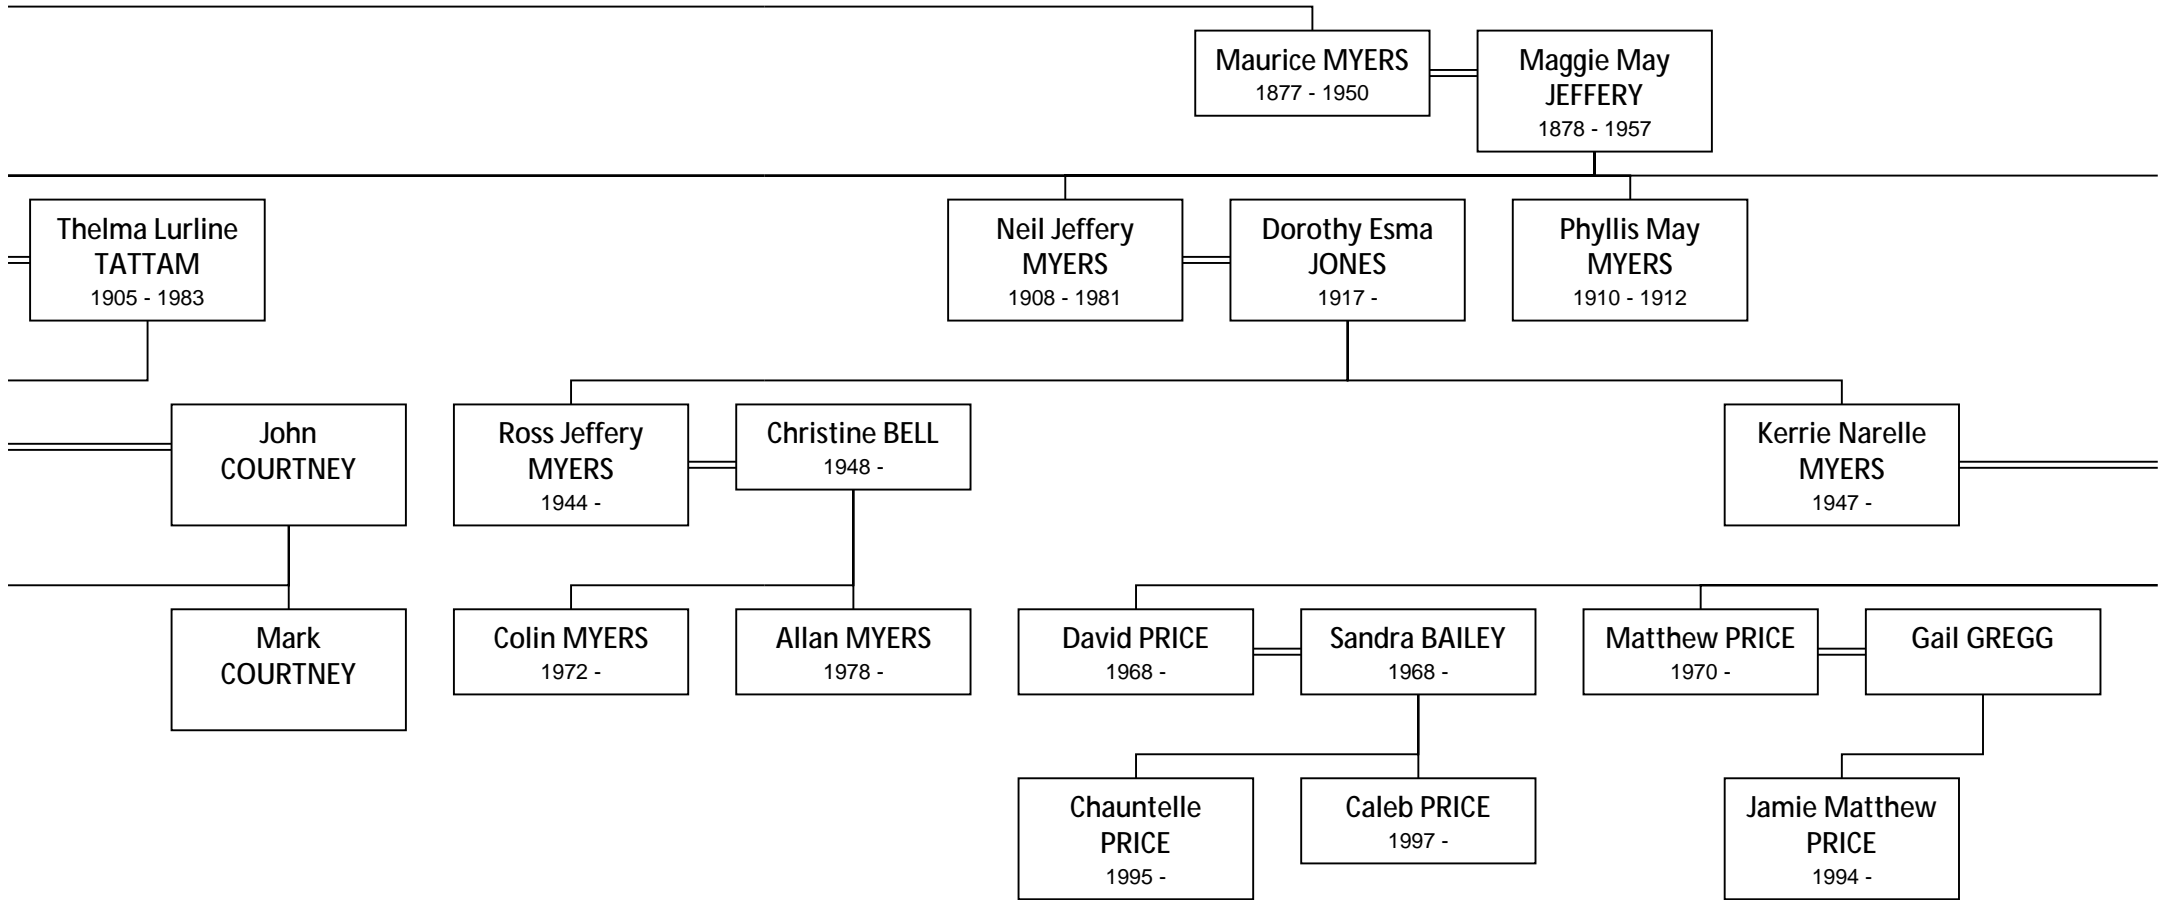 Maurice MYERS
1877 - 1950
Maggie May
JEFFERY
1878 - 1957
Thelma Lurline
TATTAM
1905 - 1983
Neil Jeffery
MYERS
1908 - 1981
Dorothy Esma
JONES
1917 -
Phyllis May
MYERS
1910 - 1912
John
COURTNEY
Ross Jeffery
MYERS
1944 -
Christine BELL
1948 -
Kerrie Narelle
MYERS
1947 -
Mark
COURTNEY
Colin MYERS
1972 -
Allan MYERS
1978 -
David PRICE
1968 -
Sandra BAILEY
1968 -
Matthew PRICE
1970 -
Gail GREGG
Chauntelle
PRICE
1995 -
Caleb PRICE
1997 -
Jamie Matthew
PRICE
1994 -